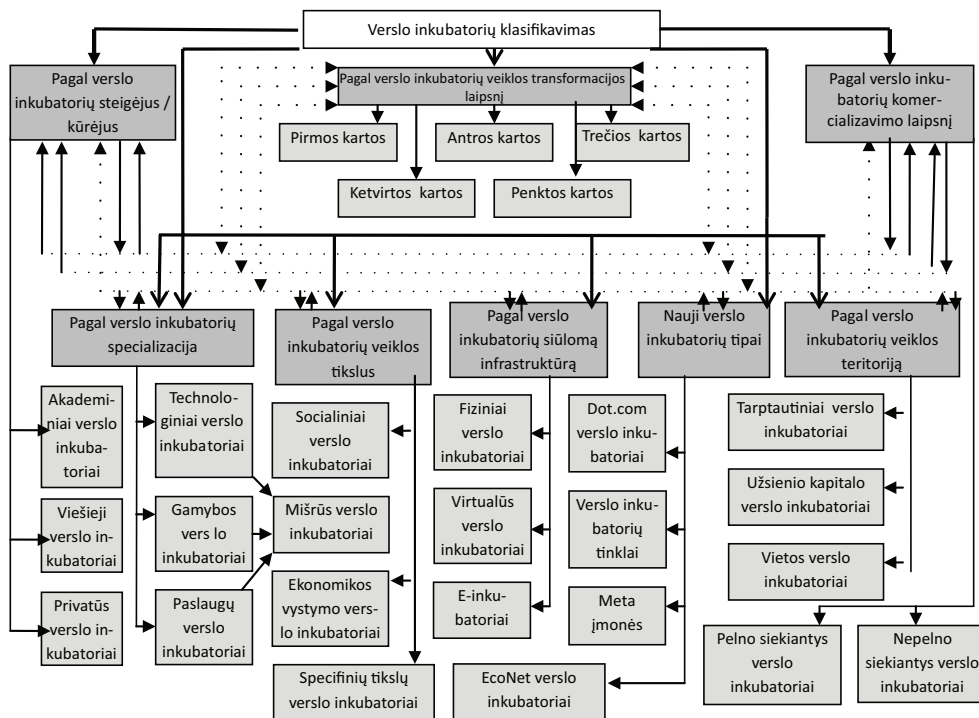 Verslo inkubatorių klasifikavimas
Pagal verslo
inkubatorių steigėjus /
kūrėjus
Pagal verslo inkubatorių veiklos transformacijos
laipsnį
Pagal verslo inku-
batorių komer-
cializavimo laipsnį
Pirmos kartos
Antros kartos
Trečios kartos
Ketvirtos kartos
Penktos kartos
Pagal verslo inkubatorių
specializacija
Pagal verslo
inkubatorių veiklos
tikslus
Pagal verslo
inkubatorių siūlomą
infrastruktūrą
Nauji verslo
inkubatorių tipai
Pagal verslo
inkubatorių veiklos
teritoriją
Akademi-
niai verslo
inkuba-
toriai
Technolo-
giniai verslo
inkubatoriai
Socialiniai
verslo
inkubatoriai
Fiziniai
verslo
inkubatoriai
Dot.com
verslo inku-
batoriai
Tarptautiniai verslo
inkubatoriai
Viešieji
verslo in-
kubatoriai
Gamybos
vers lo
inkubatoriai
Mišrūs verslo
inkubatoriai
Virtualūs
verslo
inkubatoriai
Verslo inku-
batorių
tinklai
Užsienio kapitalo
verslo inkubatoriai
Vietos verslo
inkubatoriai
Privatūs
verslo in-
kubatoriai
Paslaugų
verslo
inkubatoriai
Ekonomikos
vystymo vers-
lo inkubatoriai
E-inku-
batoriai
Meta
įmonės
Pelno siekiantys
verslo
inkubatoriai
Nepelno
siekiantys verslo
inkubatoriai
Specifinių tikslų
verslo inkubatoriai
EcoNet verslo
inkubatoriai